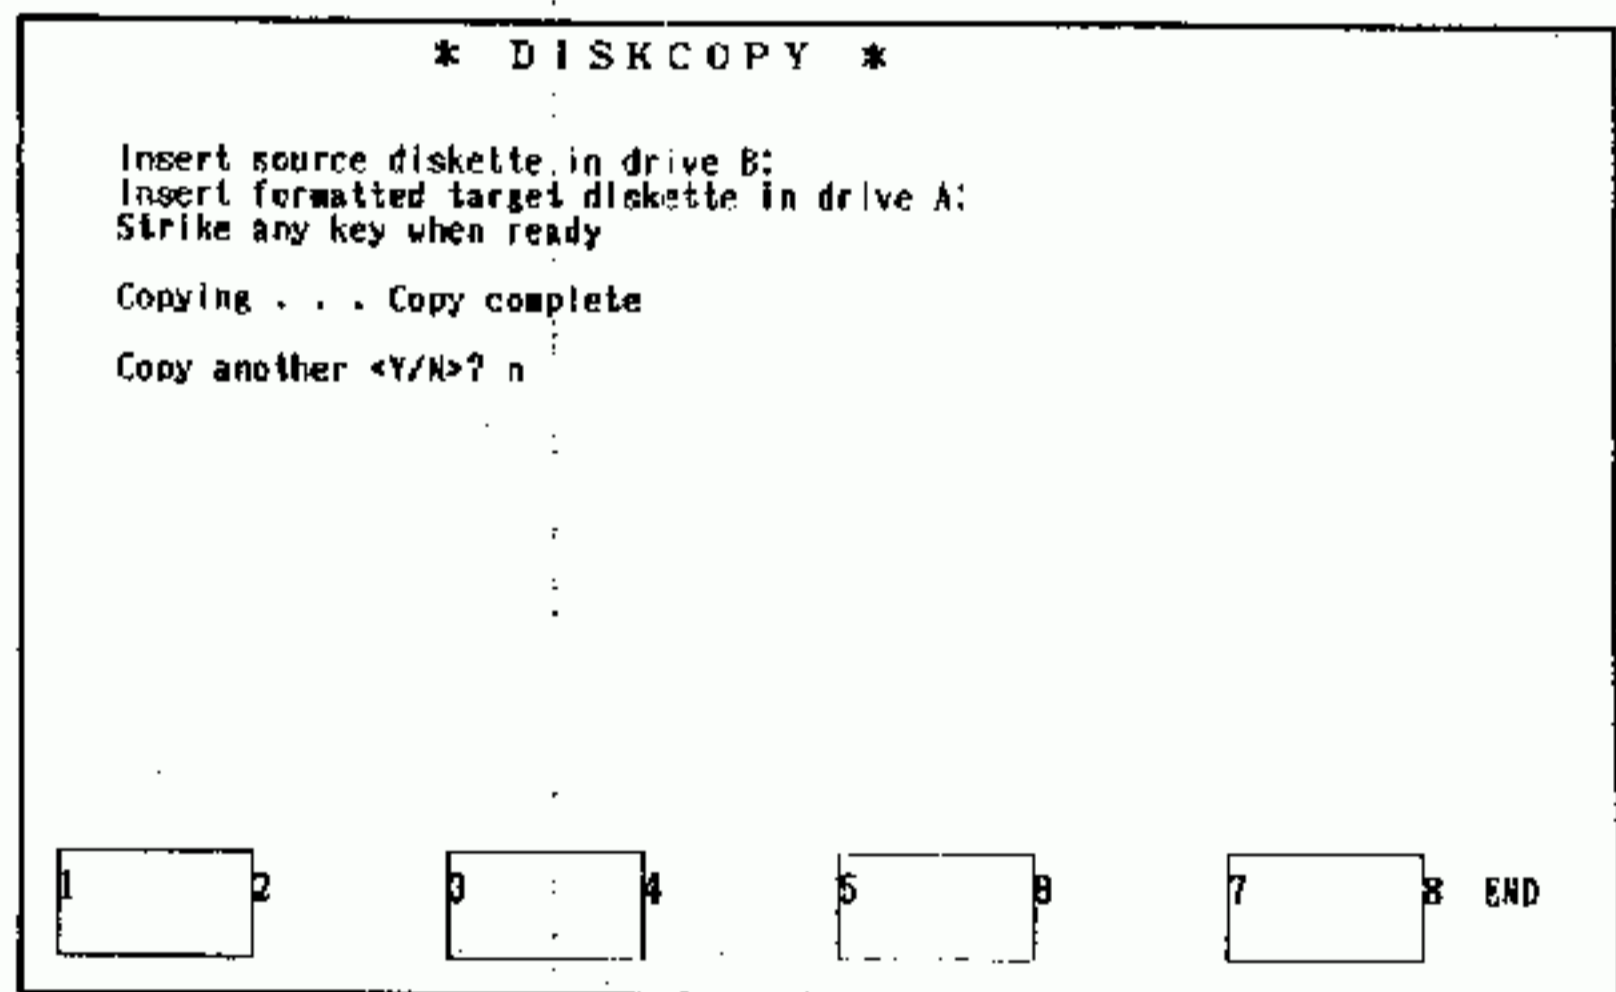 * DISKCOPY *
Insert source diskette in drive B:
Insert formatted target diskette in drive A:
Strike any key when ready
Copying . . . Copy complete
Copy another <Y/N>? n
1 2 3 4 5 6 7 8 END